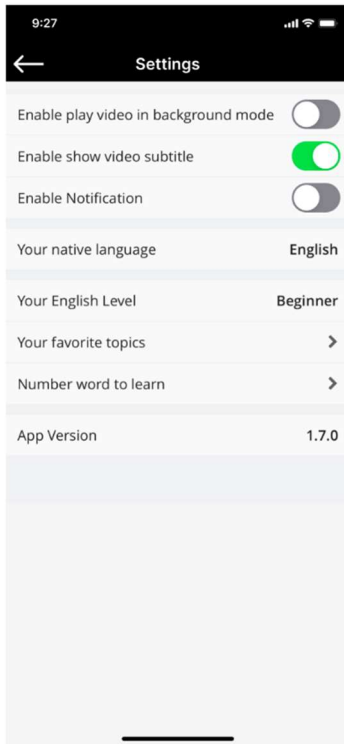 9:27
Settings
Enable play video in background mode
Enable show video subtitle
Enable Notification
Your native language English
Your English Level Beginner
Your favorite topics
Number word to learn
App Version 1.7.0